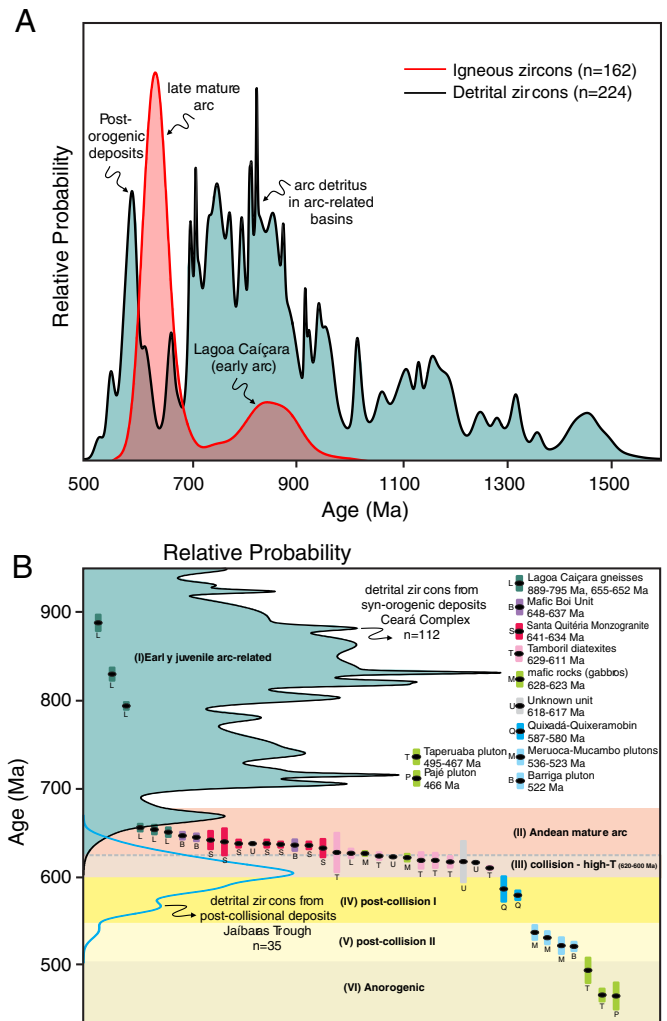 A
Igneous zircons (n=162)
Detrital zircons (n=224)
late mature
arc
Post-
orogenic
deposits
arc detritus
in arc-related
basins
Lagoa Caíçara
(early arc)
Relative Probability
500
700
900
1100
1300
1500
Age (Ma)
B
Relative Probability
detrital zircons from
syn-orogenic deposits
Ceará Complex
n=112
L Lagoa Caiçara gneisses
889-795 Ma, 655-652 Ma
B Mafic Boi Unit
648-637 Ma
S Santa Quitéria Monzogranite
641-634 Ma
T Tamboril diatexites
629-611 Ma
M mafic rocks (gabbros)
628-623 Ma
U Unknown unit
618-617 Ma
Q Quixadá-Quixeramobin
587-580 Ma
M Meruoca-Mucambo plutons
536-523 Ma
B Barriga pluton
522 Ma
T Taperuaba pluton
495-467 Ma
P Pajé pluton
466 Ma
900
800
700
600
500
Age (Ma)
L
L
L
(I)Early juvenile arc-related
(II) Andean mature arc
(III) collision - high-T (620-600 Ma)
L L L B B S S S U S S B S S T L M T U M T T T U U T
(IV) post-collision I
Q Q
detrital zircons from
post-collisional deposits
Jaíbaras Trough
n=35
(V) post-collision II
M M M B
(VI) Anorogenic
T T P